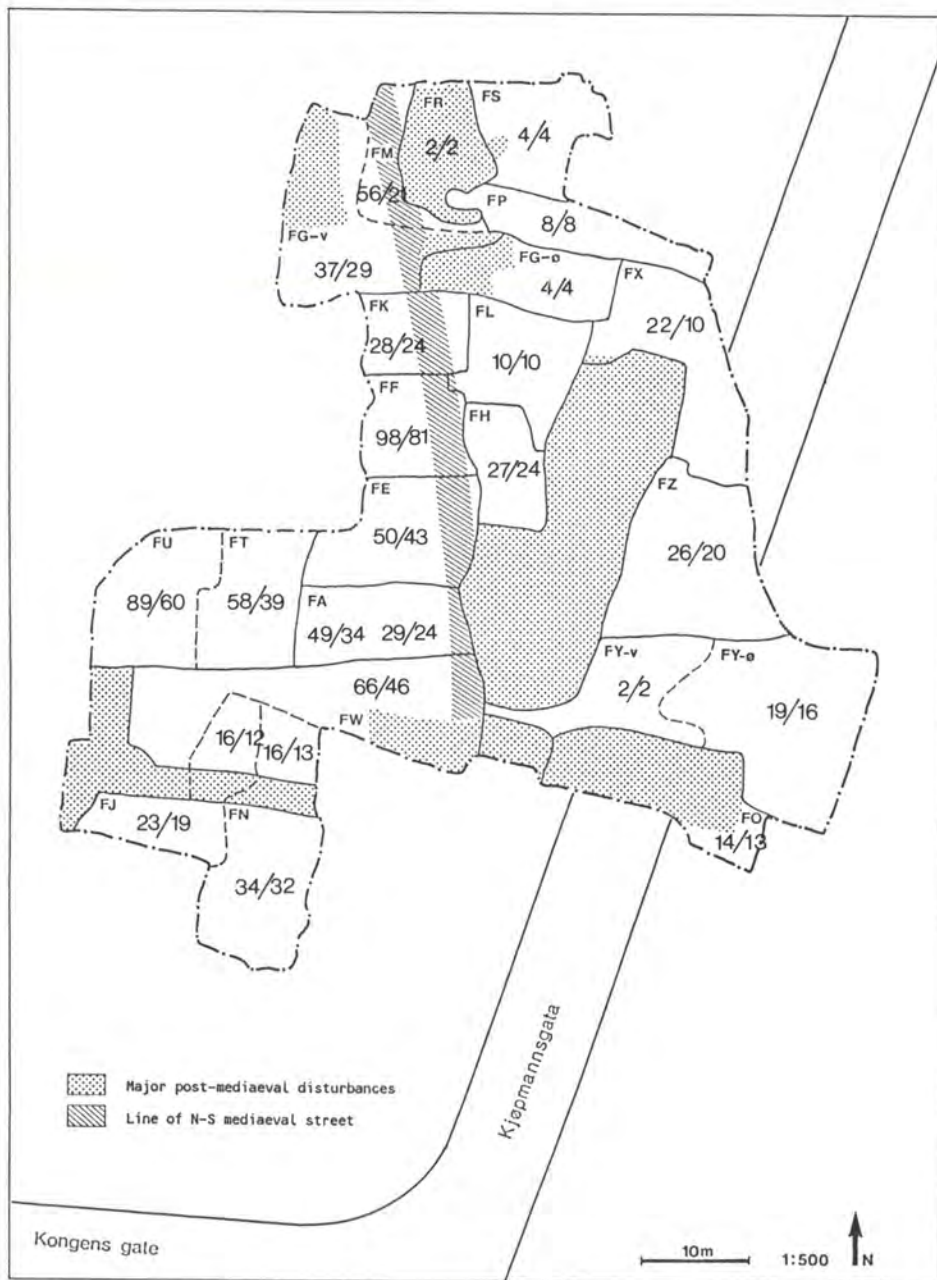 FR
FS
2/2
4/4
FM
56/21
FP
8/8
FG-v
37/29
FG-ø
4/4
FX
22/10
FK
28/24
FL
10/10
FF
98/81
FH
27/24
FE
50/43
FZ
26/20
FU
89/60
FT
58/39
FA
49/34 29/24
FY-v
2/2
FY-ø
19/16
66/46
FW
16/12 16/13
FJ
23/19
FN
34/32
FO
14/13
Kjøpmannsgata
Major post-mediaeval disturbances
Line of N-S mediaeval street
Kongens gate
10m
1:500
N